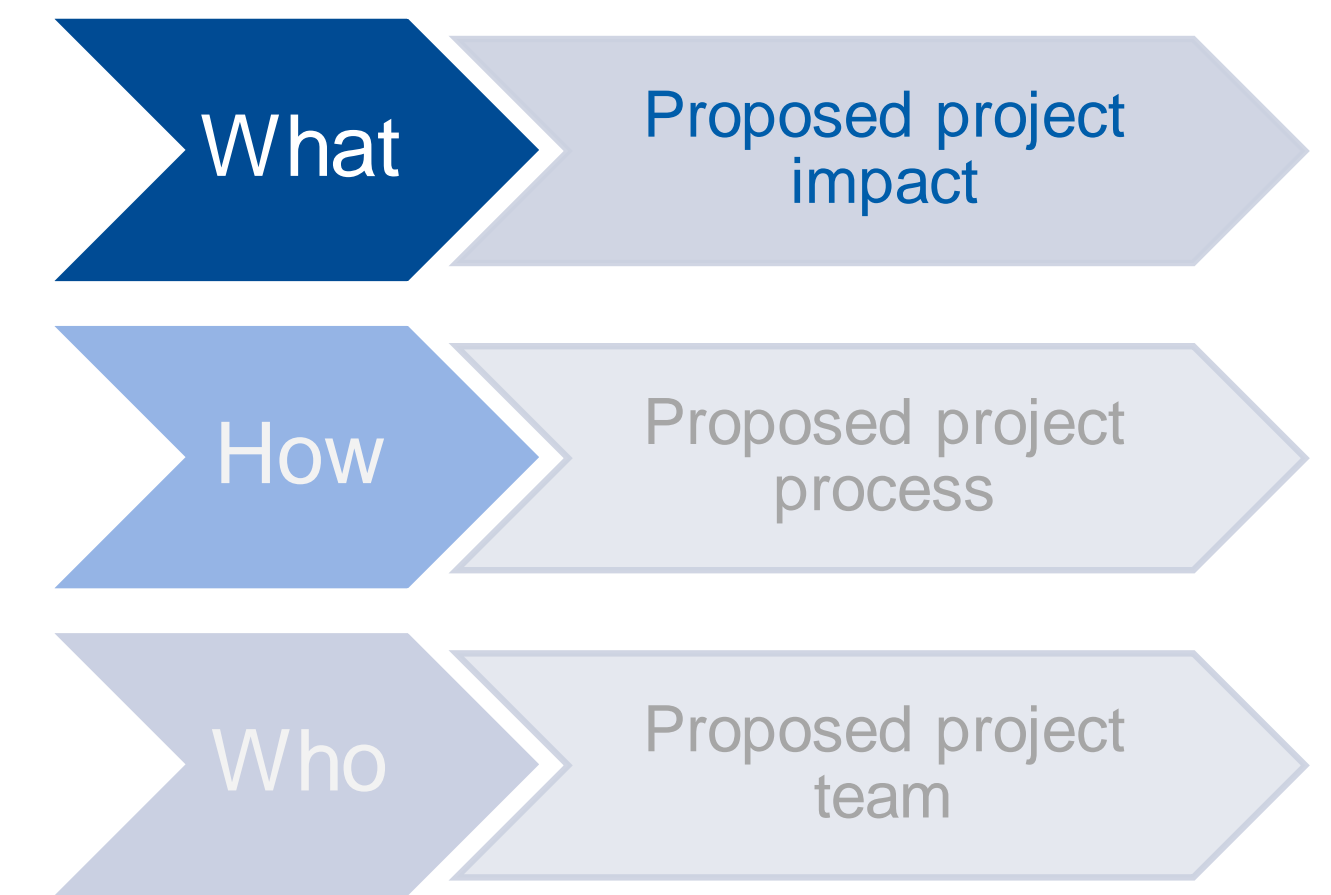 What
Proposed project
impact
How
Proposed project
process
Who
Proposed project
team